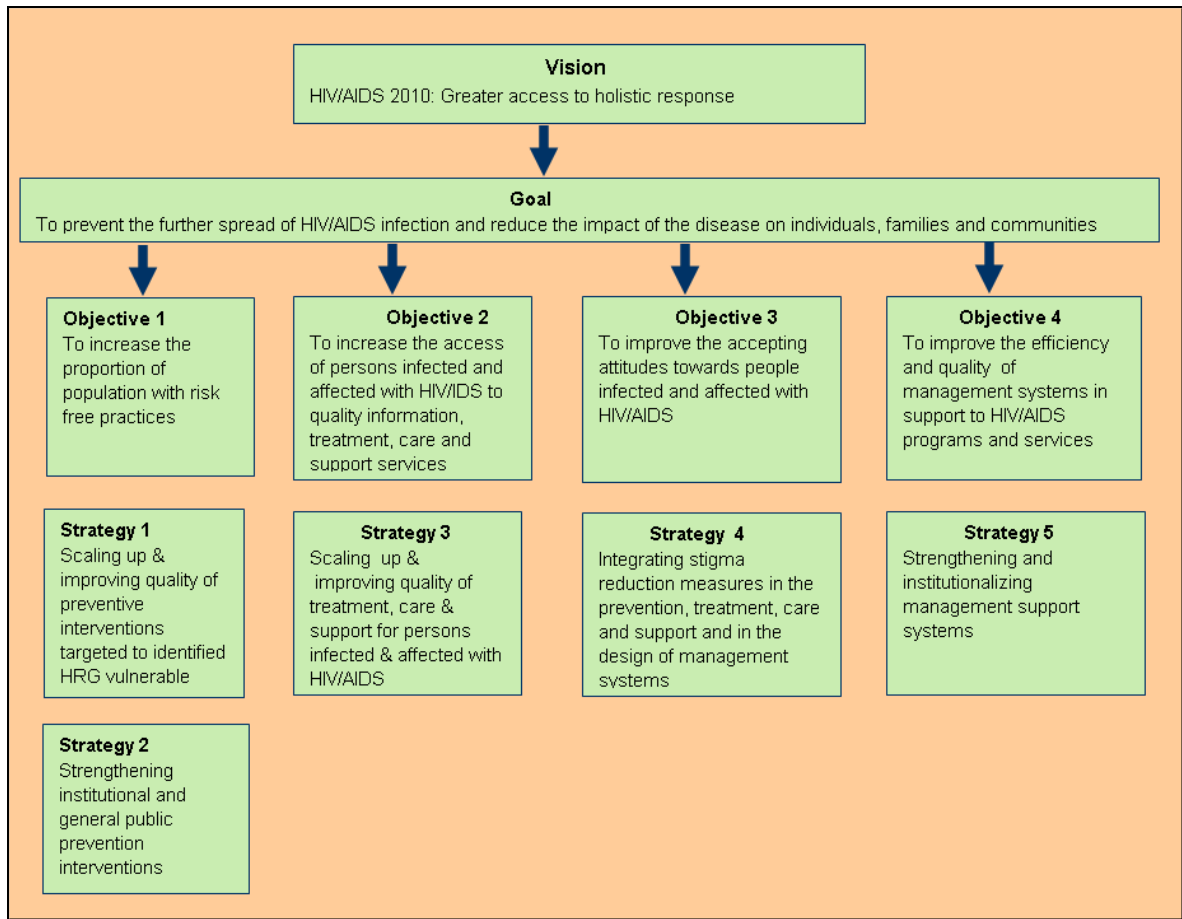 Vision
HIV/AIDS 2010: Greater access to holistic response
Goal
To prevent the further spread of HIV/AIDS infection and reduce the impact of the disease on individuals, families and communities
Objective 1
To increase the
proportion of
population with risk
free practices
Objective 2
To increase the access
of persons infected and
affected with HIV/IDS to
quality information,
treatment, care and
support services
Objective 3
To improve the accepting
attitudes towards people
infected and affected with
HIV/AIDS
Objective 4
To improve the efficiency
and quality of
management systems in
support to HIV/AIDS
programs and services
Strategy 1
Scaling up &
improving quality of
preventive
interventions
targeted to identified
HRG vulnerable
Strategy 3
Scaling up &
improving quality of
treatment, care &
support for persons
infected & affected with
HIV/AIDS
Strategy 4
Integrating stigma
reduction measures in the
prevention, treatment, care
and support and in the
design of management
systems
Strategy 5
Strengthening and
institutionalizing
management support
systems
Strategy 2
Strengthening
institutional and
general public
prevention
interventions